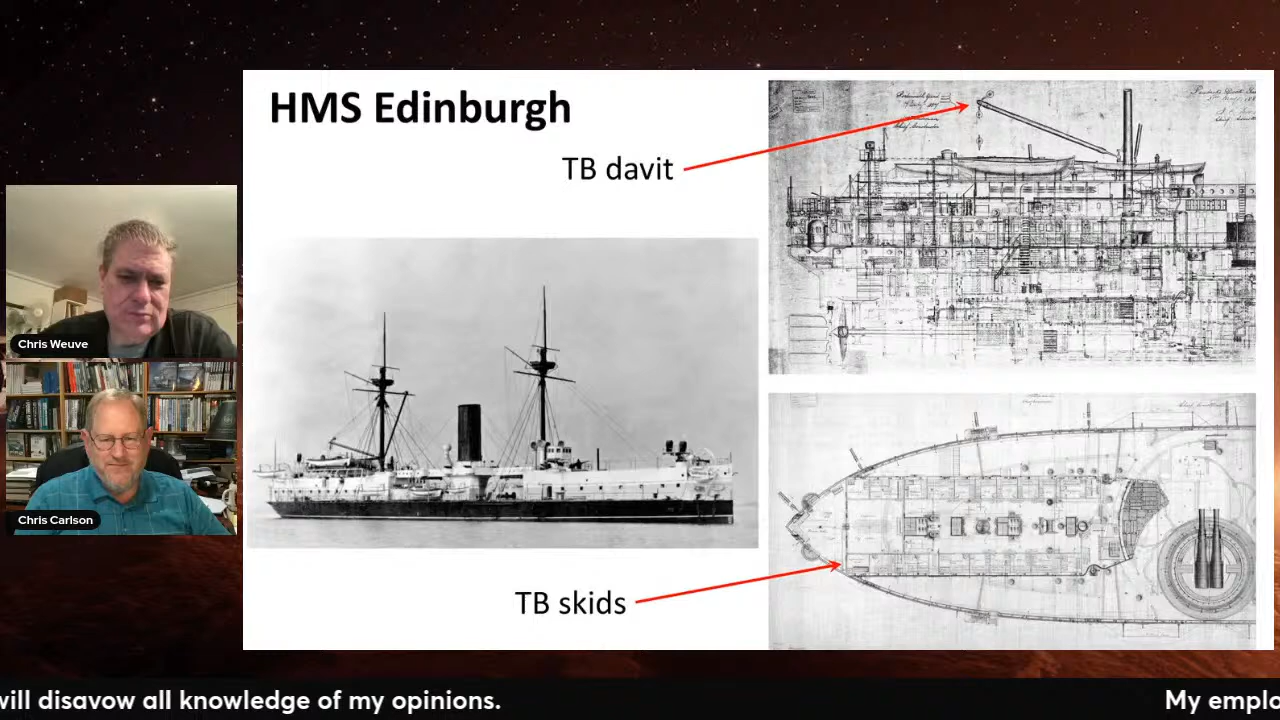 HMS Edinburgh
TB davit
Chris Weuve
Chris Carlson
TB skids
will disavow all knowledge of my opinions.
My emplo